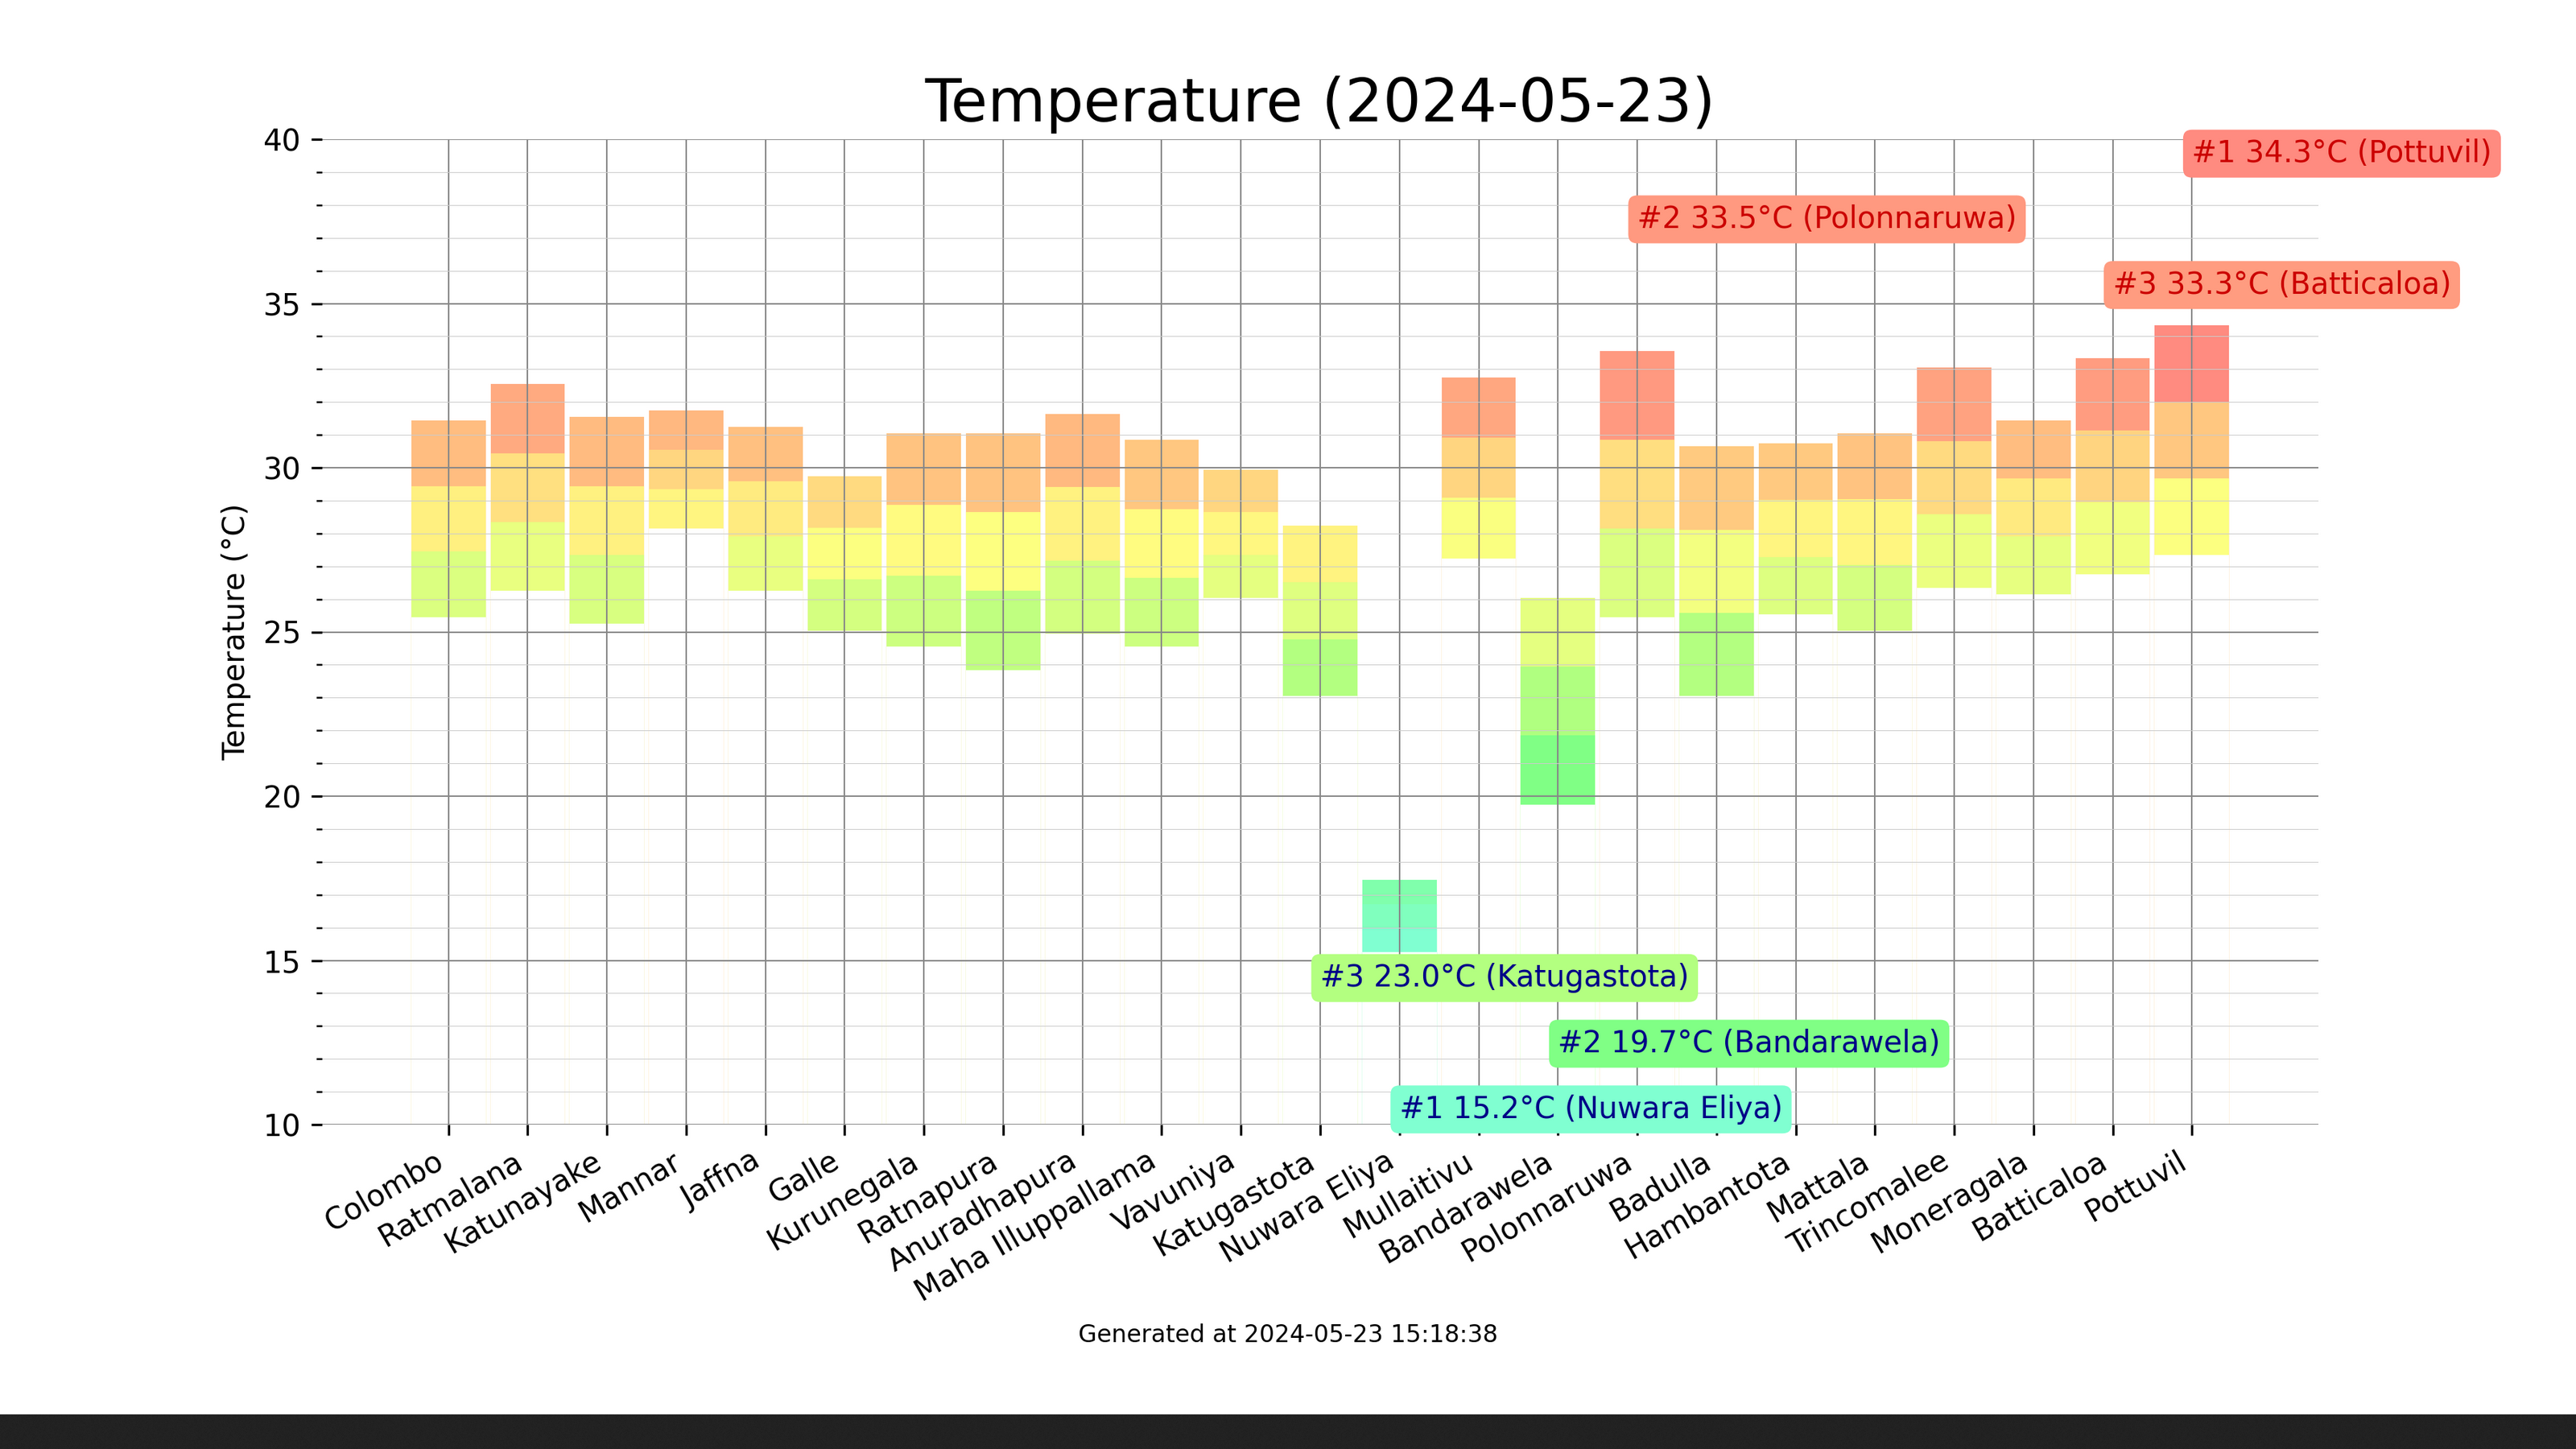 Temperature (2024-05-23)
40
35
30
25
20
15
10
Temperature (°C)
#1 34.3°C (Pottuvil)
#2 33.5°C (Polonnaruwa)
#3 33.3°C (Batticaloa)
#3 23.0°C (Katugastota)
#2 19.7°C (Bandarawela)
#1 15.2°C (Nuwara Eliya)
Colombo
Ratmalana
Katunayake
Mannar
Jaffna
Galle
Kurunegala
Ratnapura
Anuradhapura
Maha Illuppallama
Vavuniya
Katugastota
Nuwara Eliya
Mullaitivu
Bandarawela
Polonnaruwa
Badulla
Hambantota
Mattala
Trincomalee
Moneragala
Batticaloa
Pottuvil
Generated at 2024-05-23 15:18:38